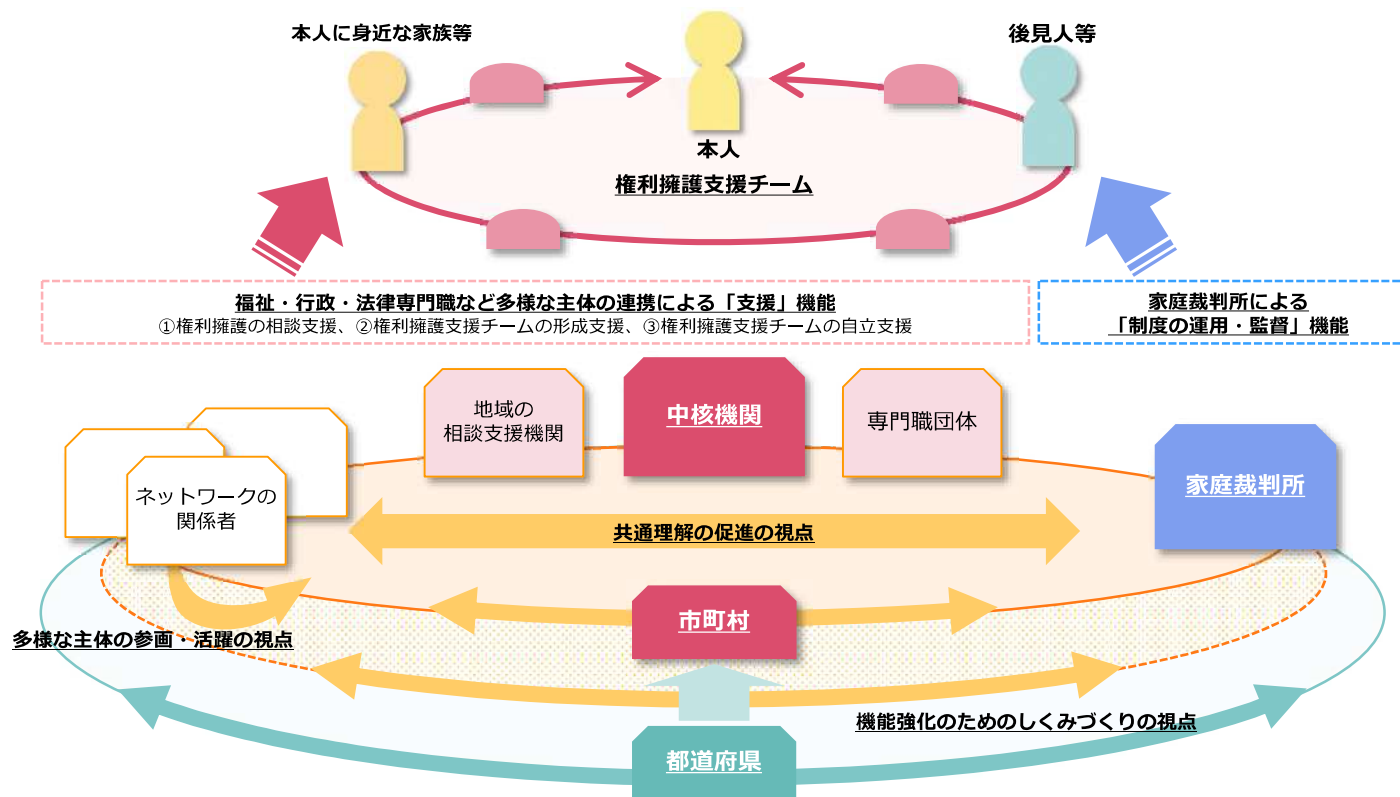 本人に身近な家族等
後見人等
本人
権利擁護支援チーム
福祉・行政・法律専門職など多様な主体の連携による「支援」機能
①権利擁護の相談支援、②権利擁護支援チームの形成支援、③権利擁護支援チームの自立支援
家庭裁判所による
「制度の運用・監督」機能
地域の
相談支援機関
中核機関
専門職団体
家庭裁判所
ネットワークの
関係者
共通理解の促進の視点
市町村
多様な主体の参画・活躍の視点
機能強化のためのしくみづくりの視点
都道府県